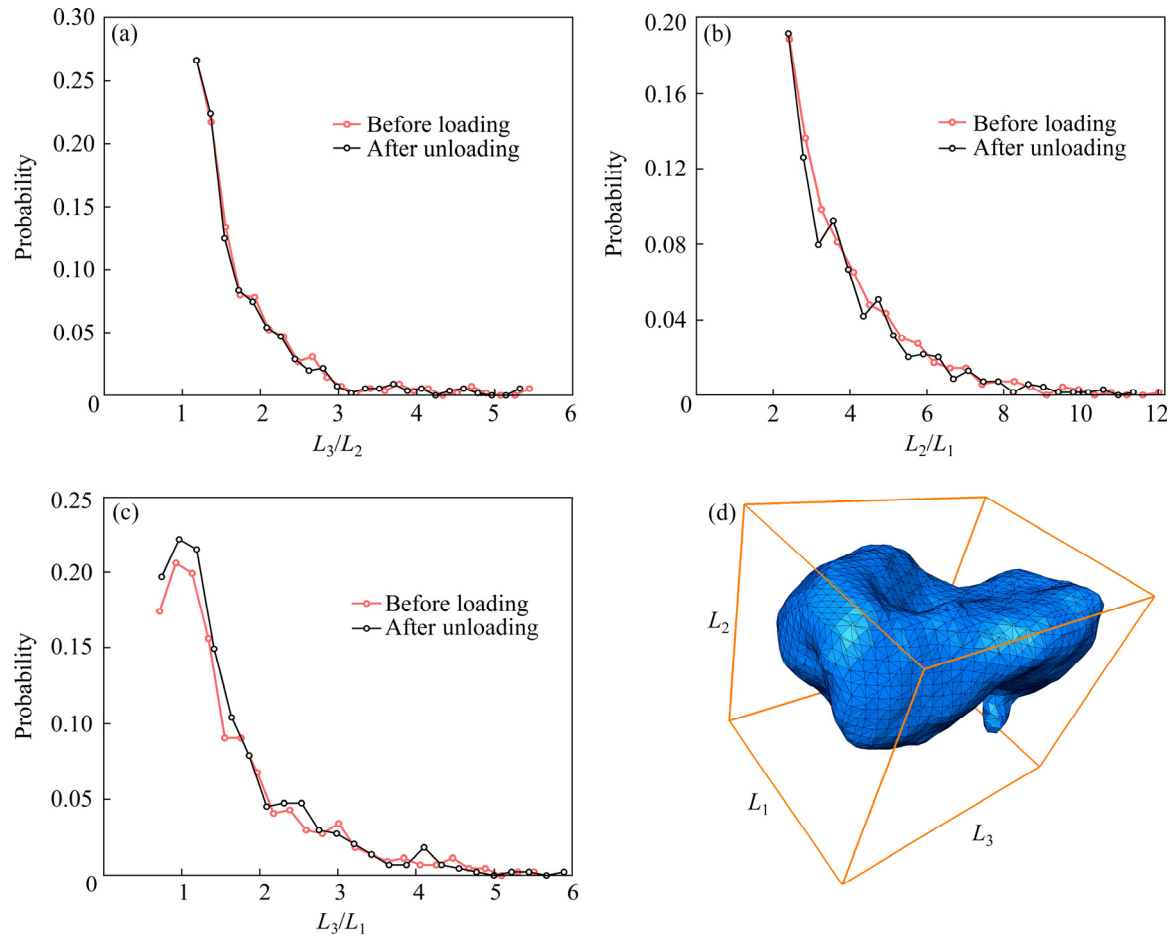 (a)
0.30
0.25
0.20
0.15
0.10
0.05
0
Probability
Before loading
After unloading
1 2 3 4 5 6
L₃/L₂
(b)
0.20
0.16
0.12
0.08
0.04
0
Probability
Before loading
After unloading
2 4 6 8 10 12
L₂/L₁
(c)
0.25
0.20
0.15
0.10
0.05
0
Probability
Before loading
After unloading
1 2 3 4 5 6
L₃/L₁
(d)
L₂
L₁
L₃